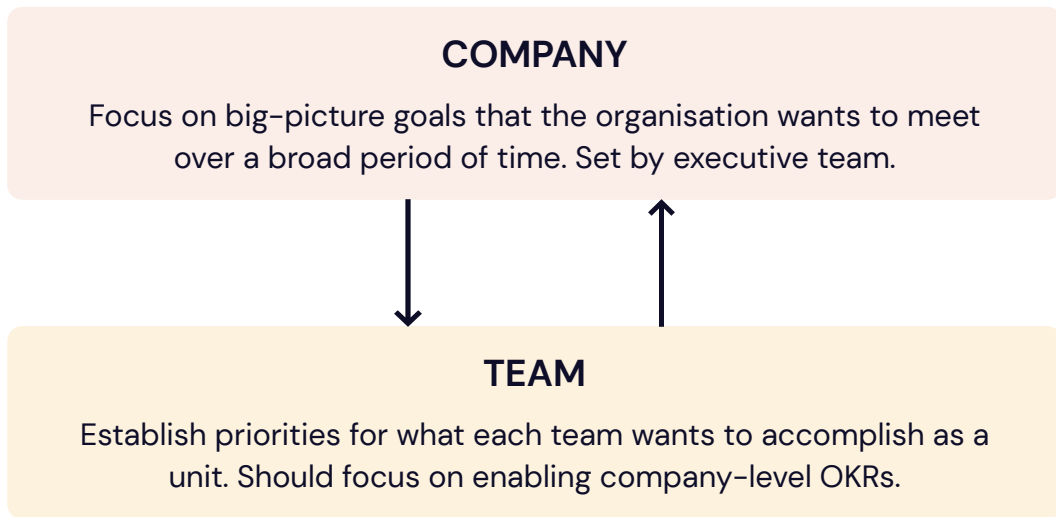 COMPANY
Focus on big-picture goals that the organisation wants to meet
over a broad period of time. Set by executive team.
TEAM
Establish priorities for what each team wants to accomplish as a
unit. Should focus on enabling company-level OKRs.